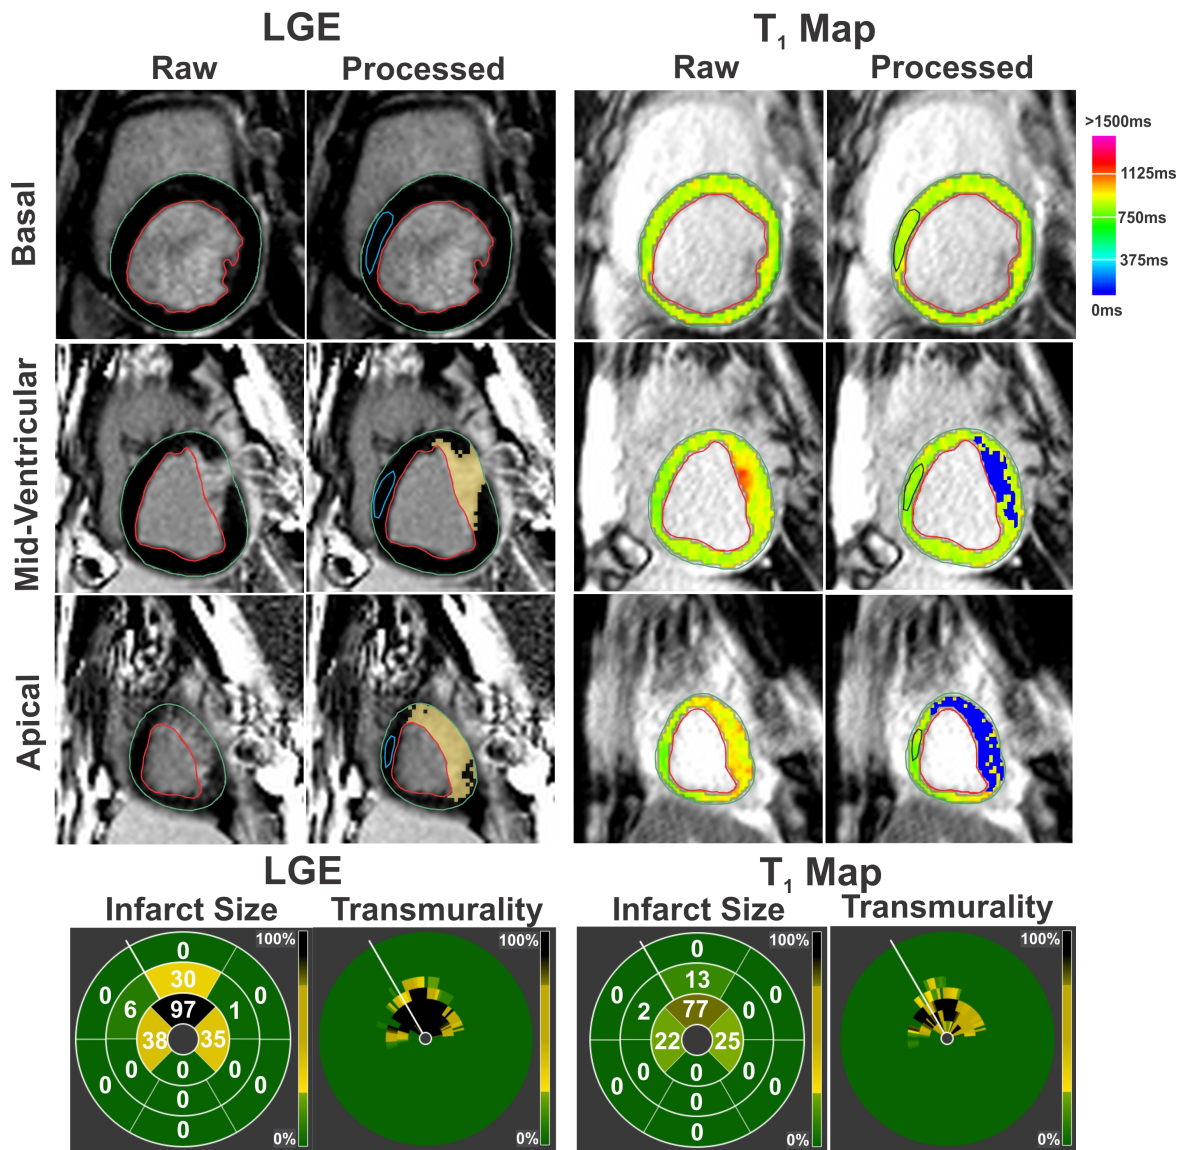 LGE
T1 Map
Raw
Processed
Raw
Processed
>1500ms
1125ms
750ms
375ms
0ms
Basal
Mid-Ventricular
Apical
LGE
T1 Map
Infarct Size
Transmurality
Infarct Size
Transmurality
100%
0
30
0
6
97
1
0
38
35
0
0
0
0
0
0
0%
100%
0%
100%
0
13
0
2
77
0
0
22
25
0
0
0
0
0
0
0%
100%
0%